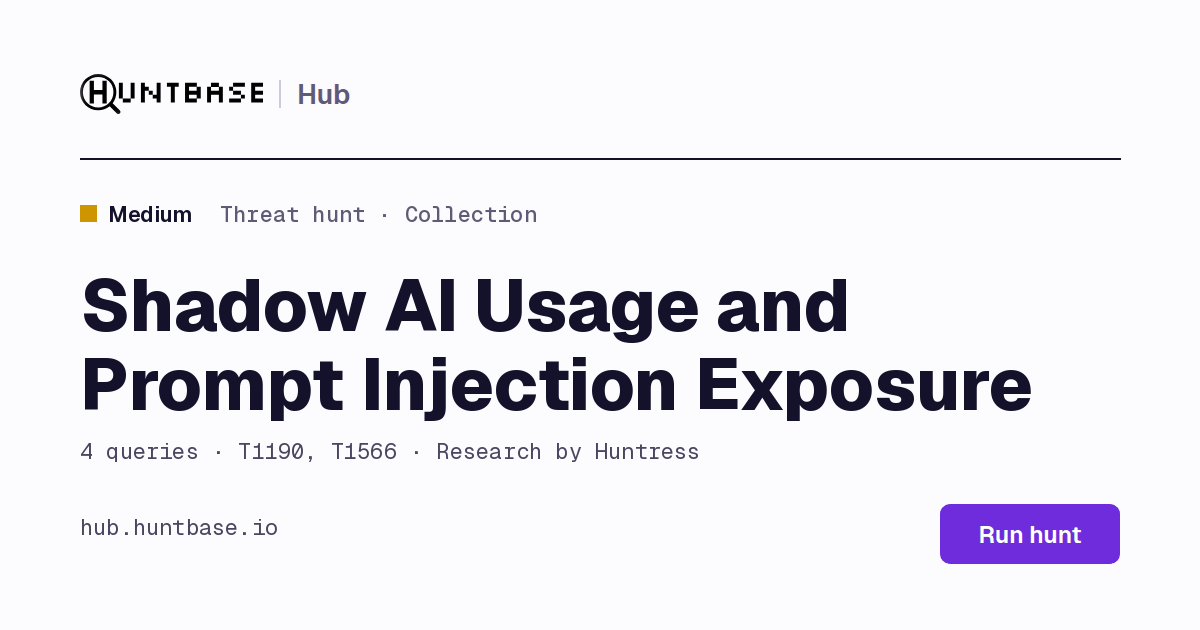 HUNTBASE Hub
Medium Threat hunt · Collection
Shadow AI Usage and
Prompt Injection Exposure
4 queries · T1190, T1566 · Research by Huntress
hub.huntbase.io
Run hunt